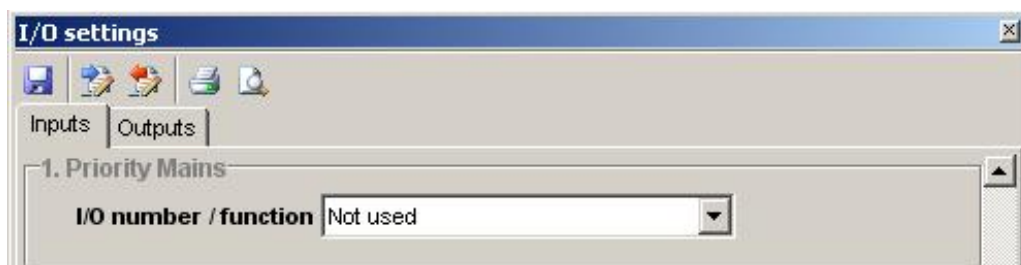 I/O settings
Inputs Outputs
1. Priority Mains
I/O number / function Not used